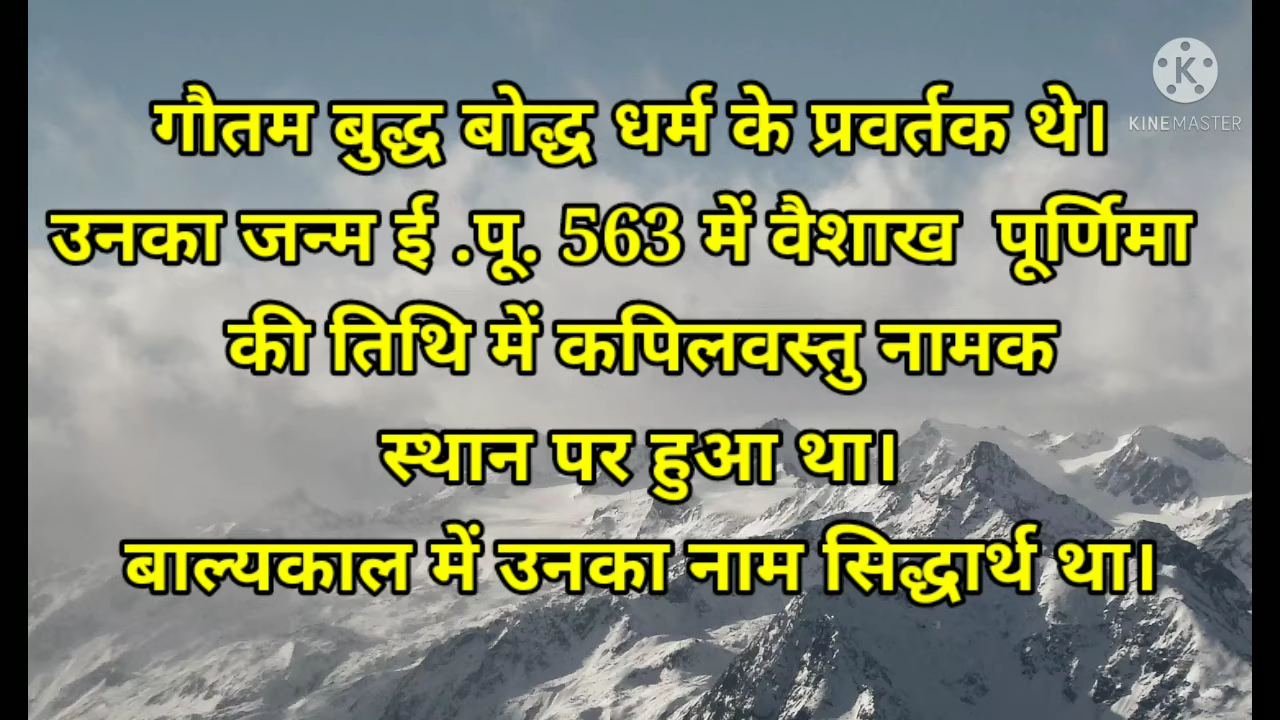 K
KINEMASTER
गौतम बुद्ध बोद्ध धर्म के प्रवर्तक थे।
उनका जन्म ई .पू. 563 में वैशाख  पूर्णिमा
की तिथि में कपिलवस्तु नामक
स्थान पर हुआ था।
बाल्यकाल में उनका नाम सिद्धार्थ था।